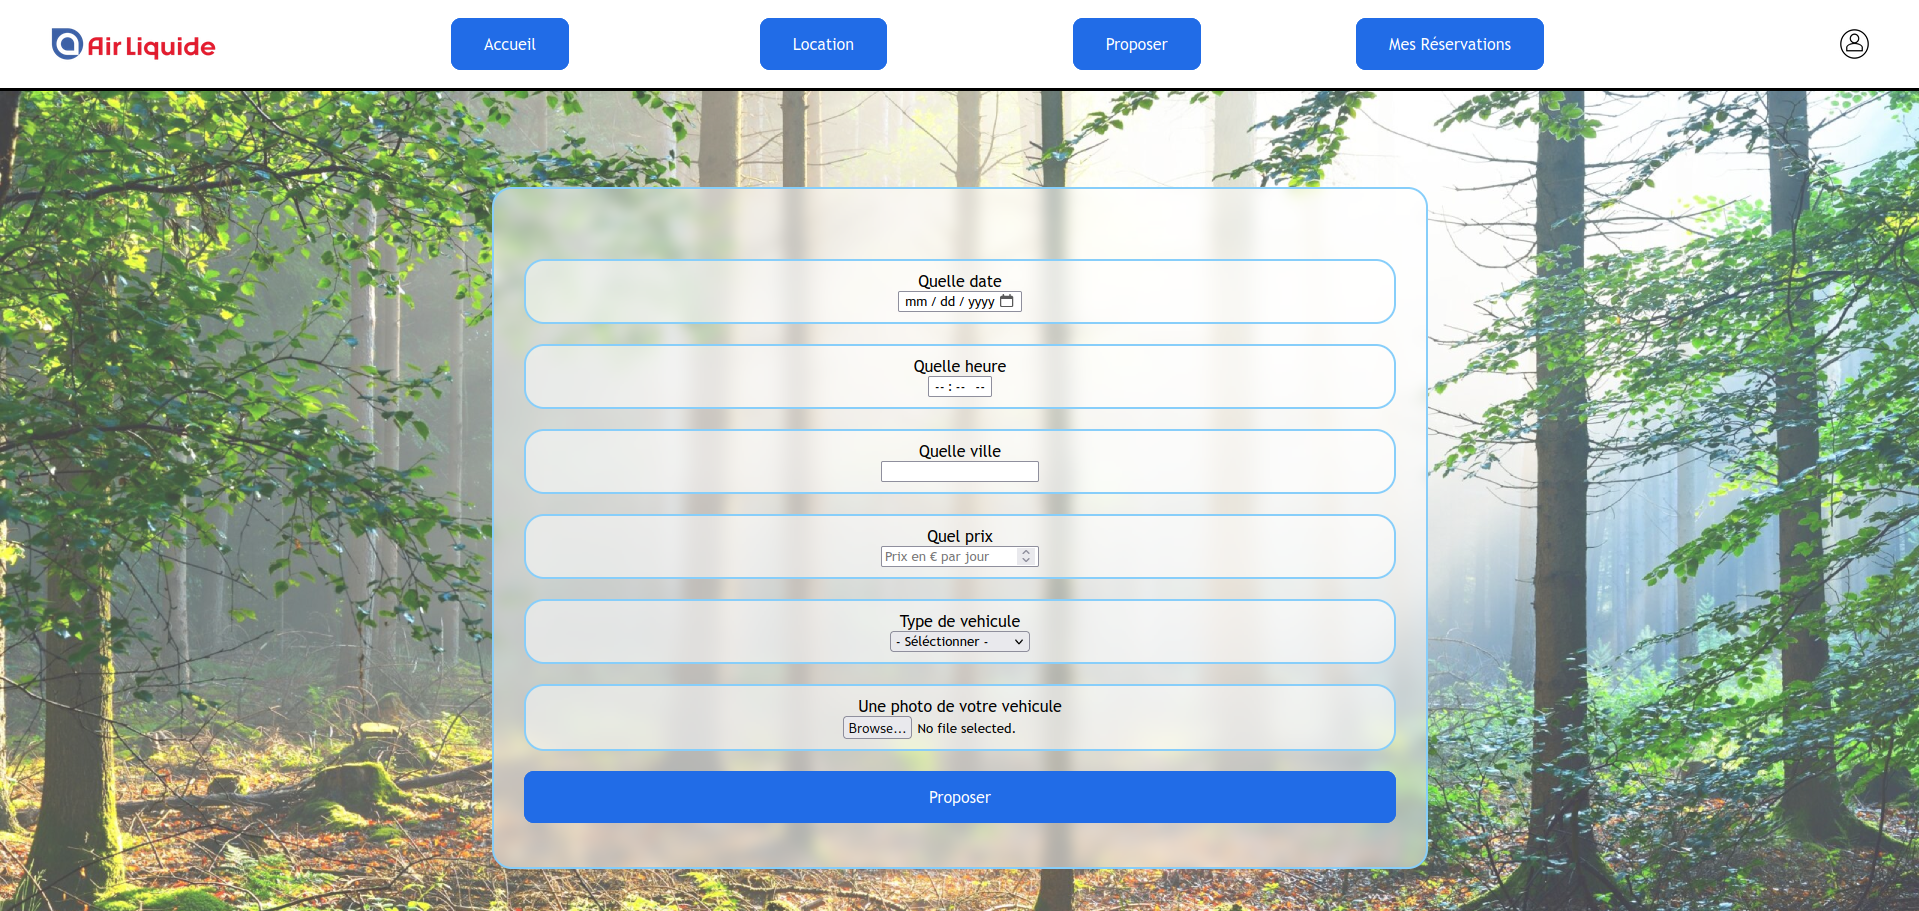 Air Liquide
Accueil
Location
Proposer
Mes Réservations
Quelle date
mm / dd / yyyy
Quelle heure
-- : -- --
Quelle ville
Quel prix
Prix en € par jour
Type de vehicule
- Séléctionner -
Une photo de votre vehicule
Browse... No file selected.
Proposer